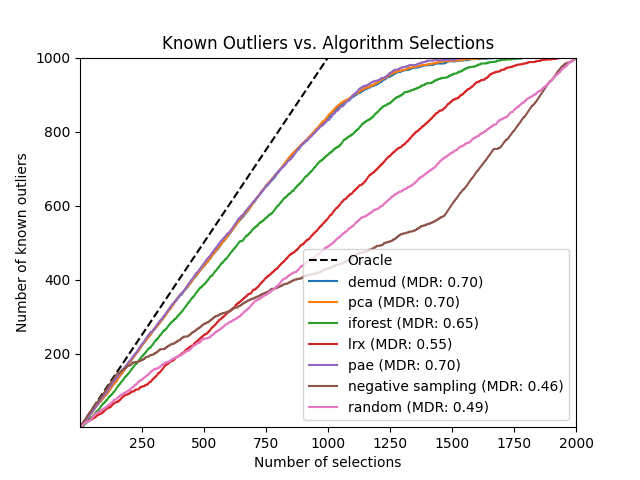 Known Outliers vs. Algorithm Selections
Number of known outliers
1000
800
600
400
200
Oracle
demud (MDR: 0.70)
pca (MDR: 0.70)
iforest (MDR: 0.65)
lrx (MDR: 0.55)
pae (MDR: 0.70)
negative sampling (MDR: 0.46)
random (MDR: 0.49)
250 500 750 1000 1250 1500 1750 2000
Number of selections